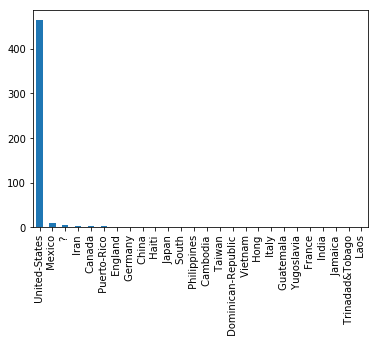 400
300
200
100
0
United-States
Mexico
?
Iran
Canada
Puerto-Rico
England
Germany
China
Haiti
Japan
South
Philippines
Cambodia
Taiwan
Dominican-Republic
Vietnam
Hong
Italy
Guatemala
Yugoslavia
France
India
Jamaica
Trinadad&Tobago
Laos